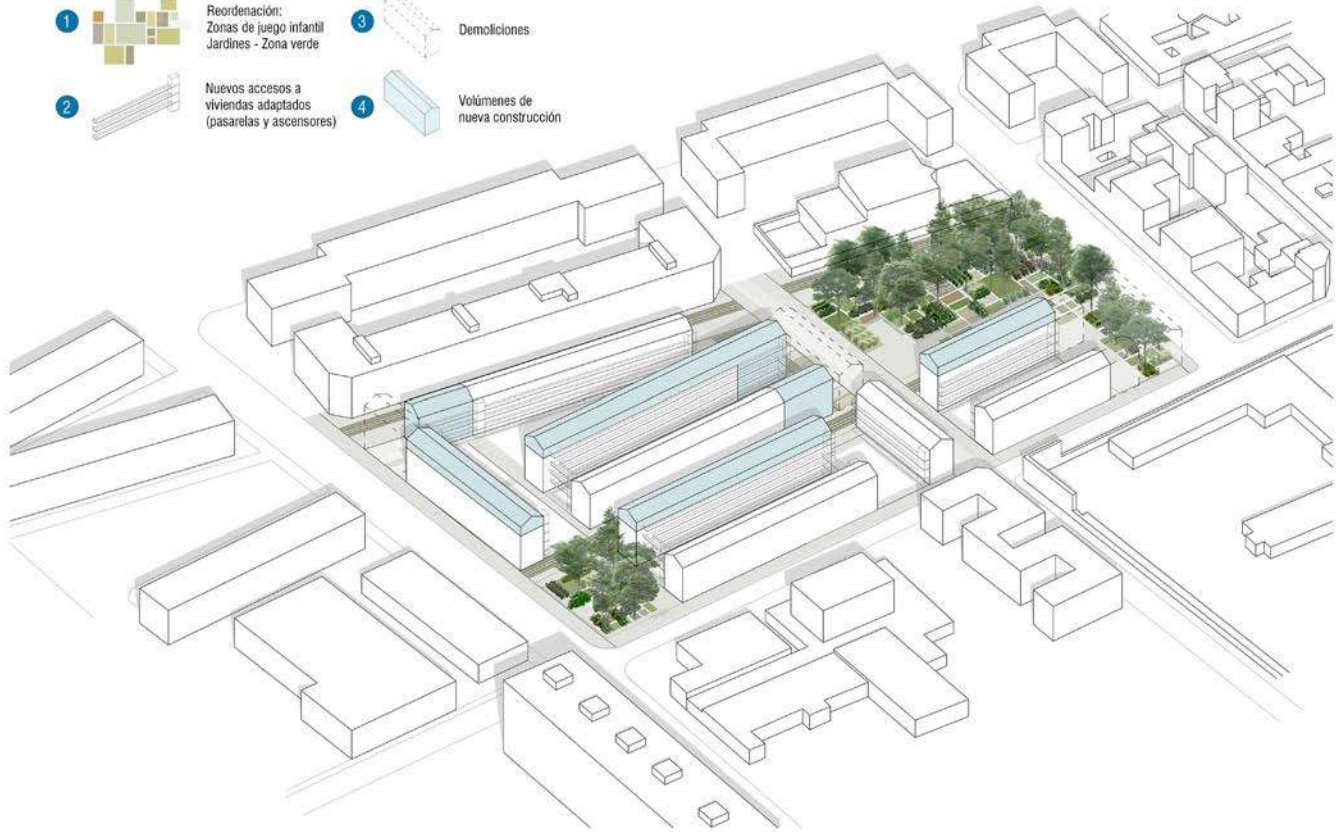 1
Reordenación:
Zonas de juego infantil
Jardines - Zona verde
2
Nuevos accesos a
viviendas adaptados
(pasarelas y ascensores)
3
Demoliciones
4
Volúmenes de
nueva construcción